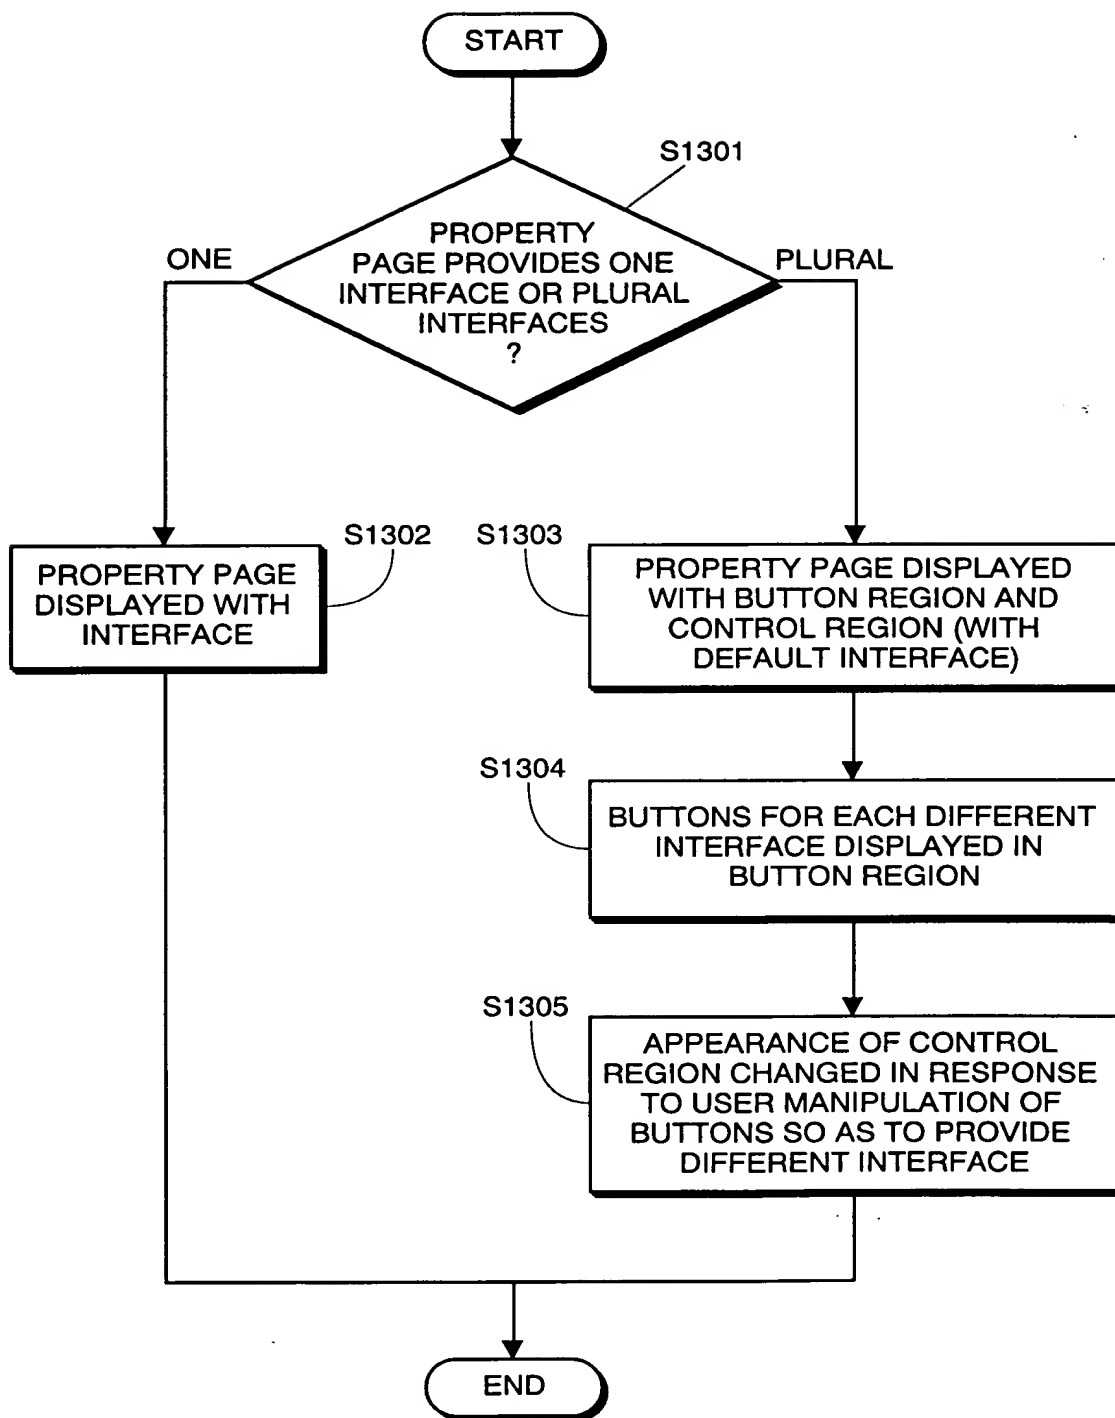 START
S1301
PROPERTY
PAGE PROVIDES ONE
INTERFACE OR PLURAL
INTERFACES
?
ONE
PLURAL
S1302
PROPERTY PAGE
DISPLAYED WITH
INTERFACE
S1303
PROPERTY PAGE DISPLAYED
WITH BUTTON REGION AND
CONTROL REGION (WITH
DEFAULT INTERFACE)
S1304
BUTTONS FOR EACH DIFFERENT
INTERFACE DISPLAYED IN
BUTTON REGION
S1305
APPEARANCE OF CONTROL
REGION CHANGED IN RESPONSE
TO USER MANIPULATION OF
BUTTONS SO AS TO PROVIDE
DIFFERENT INTERFACE
END